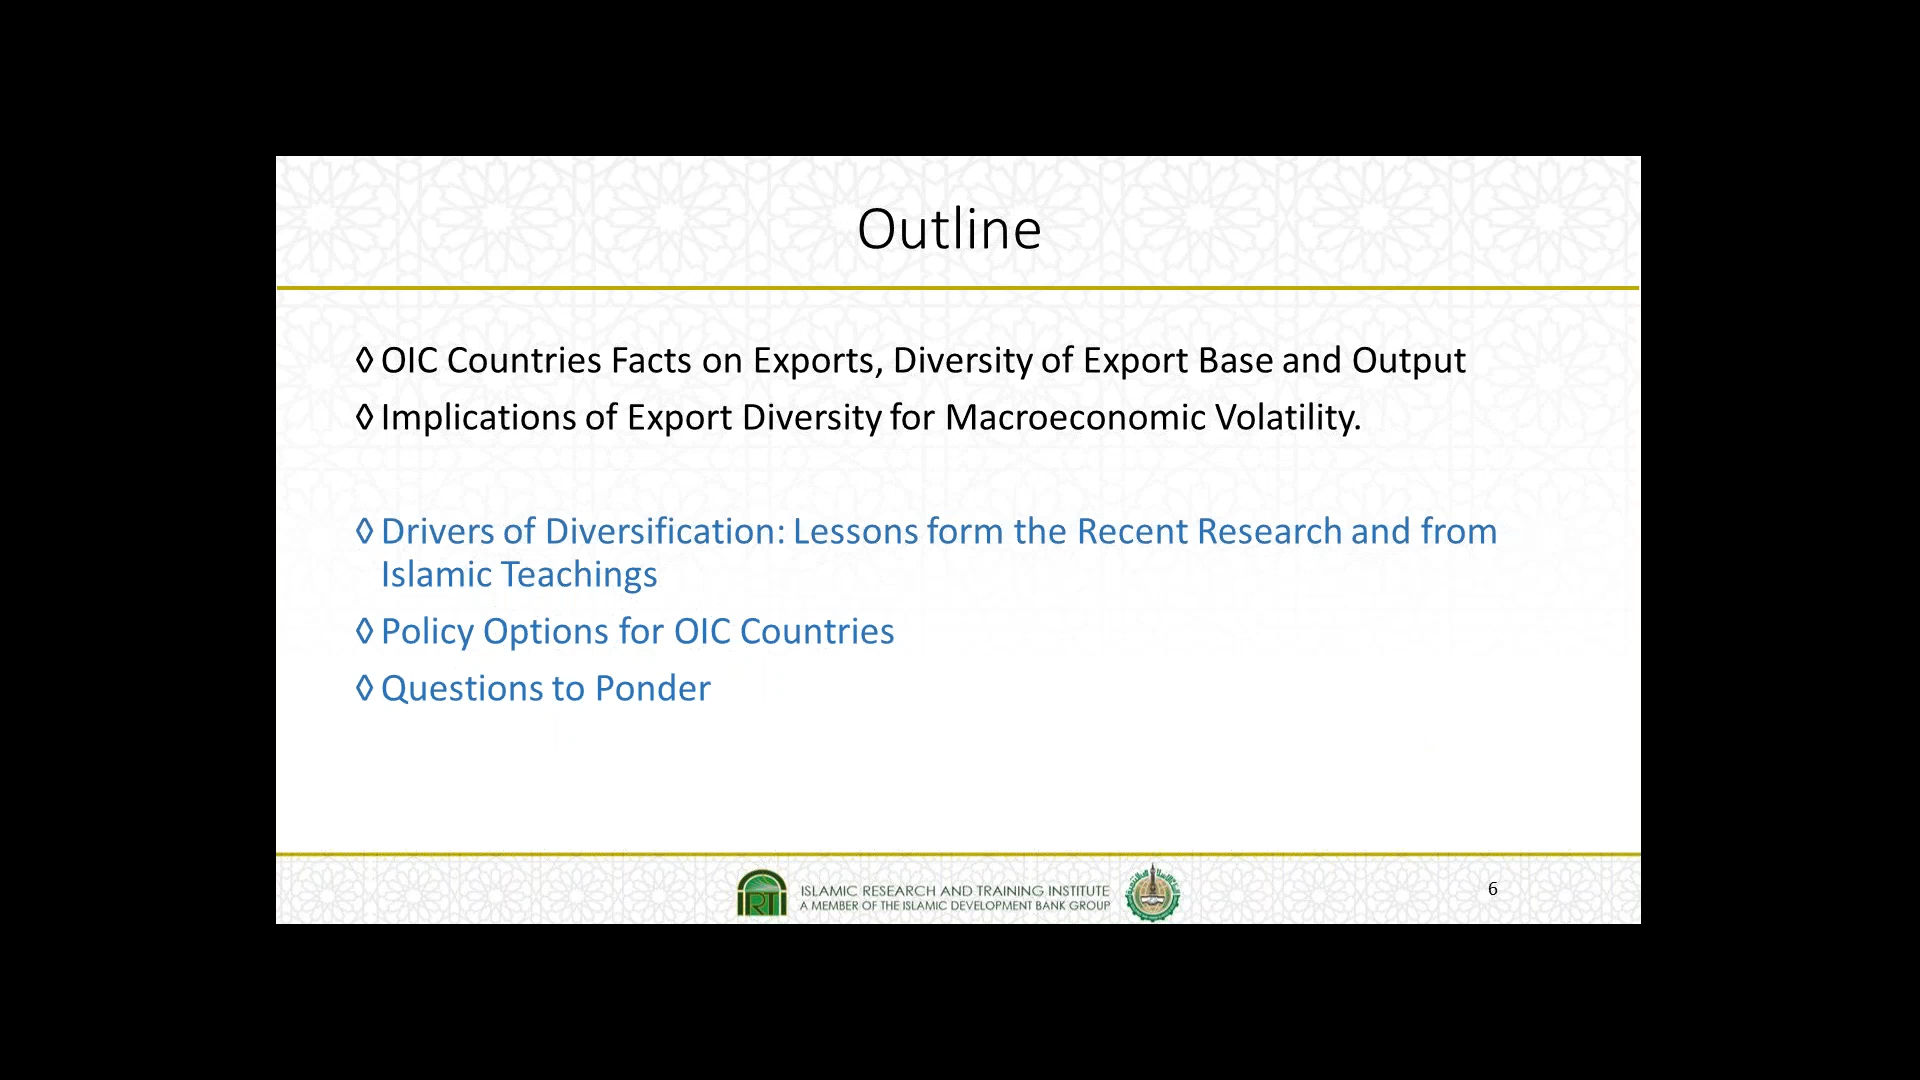 Outline
◊ OIC Countries Facts on Exports, Diversity of Export Base and Output
◊ Implications of Export Diversity for Macroeconomic Volatility.
◊ Drivers of Diversification: Lessons form the Recent Research and from
Islamic Teachings
◊ Policy Options for OIC Countries
◊ Questions to Ponder
IRTI
ISLAMIC RESEARCH AND TRAINING INSTITUTE
A MEMBER OF THE ISLAMIC DEVELOPMENT BANK GROUP
6